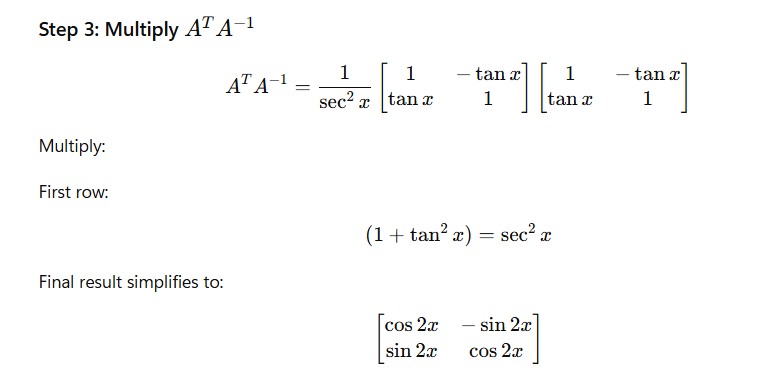 Step 3: Multiply $A^T A^{-1}$
$A^T A^{-1} = \frac{1}{\sec^2 x} \begin{bmatrix} 1 & -\tan x \\ \tan x & 1 \end{bmatrix} \begin{bmatrix} 1 & -\tan x \\ \tan x & 1 \end{bmatrix}$
Multiply:
First row:
$(1 + \tan^2 x) = \sec^2 x$
Final result simplifies to:
$\begin{bmatrix} \cos 2x & -\sin 2x \\ \sin 2x & \cos 2x \end{bmatrix}$